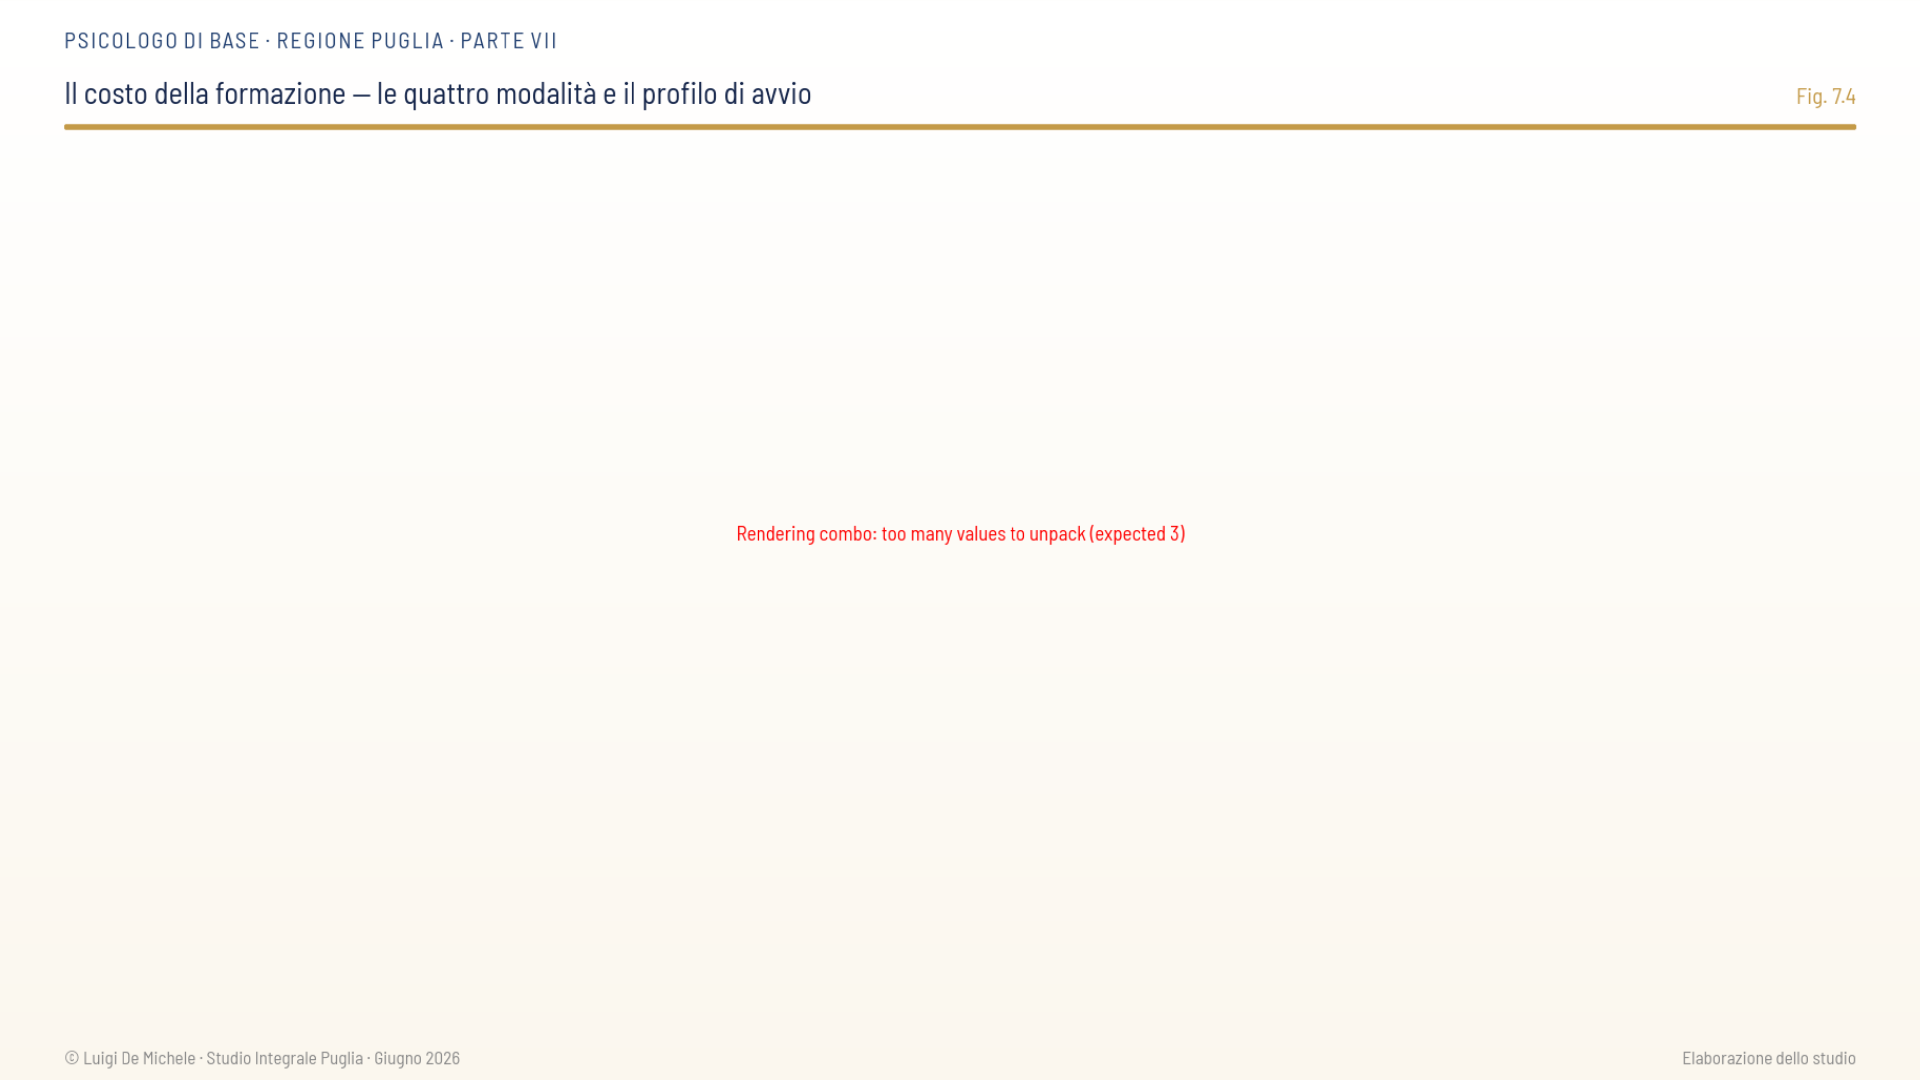 PSICOLOGO DI BASE · REGIONE PUGLIA · PARTE VII
Il costo della formazione — le quattro modalità e il profilo di avvio
Fig. 7.4
Rendering combo: too many values to unpack (expected 3)
© Luigi De Michele · Studio Integrale Puglia · Giugno 2026
Elaborazione dello studio